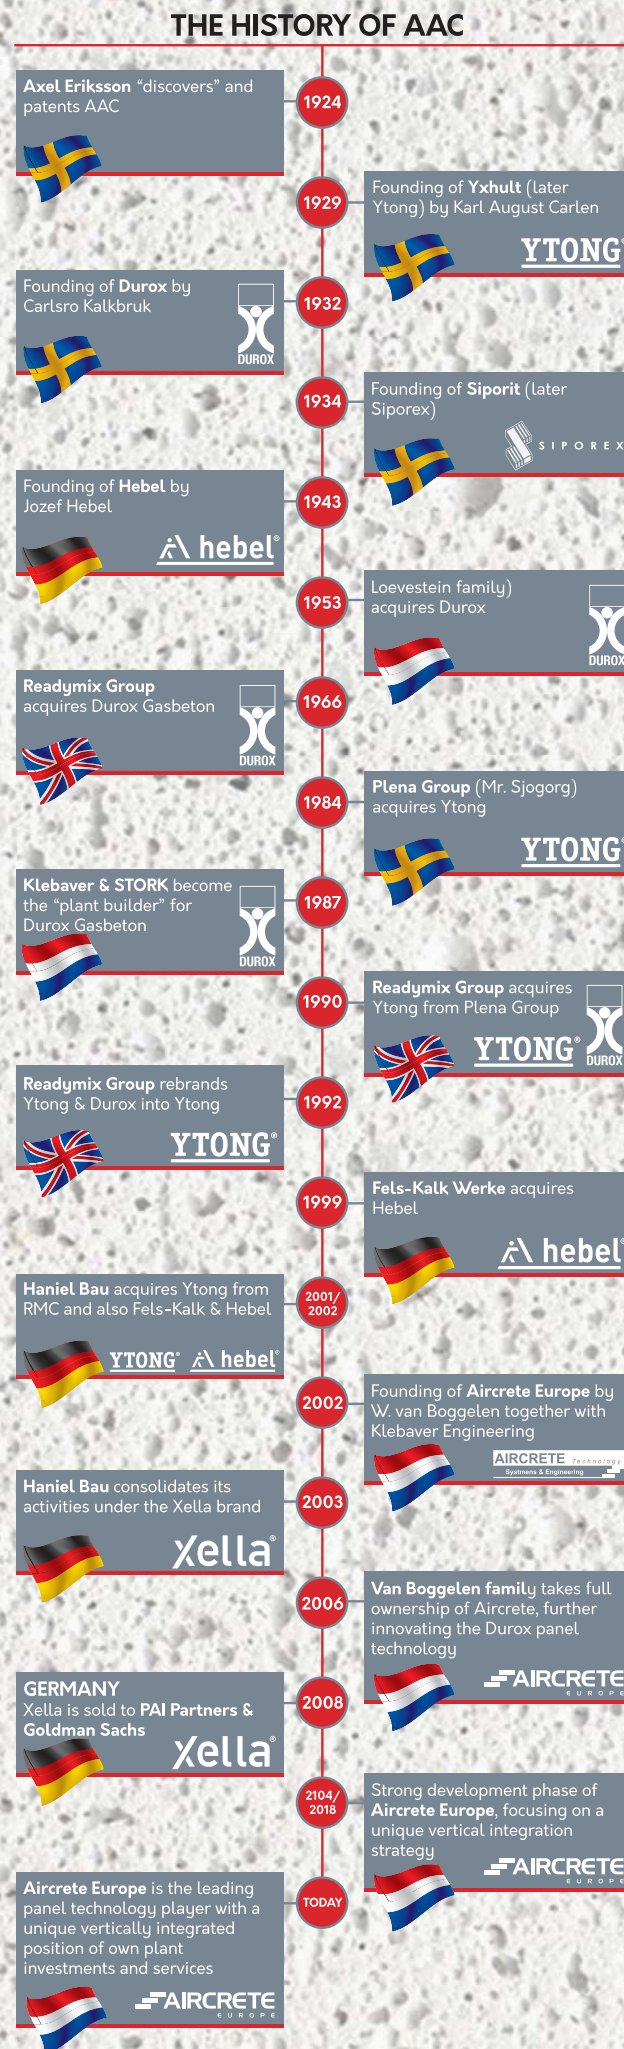 THE HISTORY OF AAC
1924
Axel Eriksson “discovers” and
patents AAC
1929
Founding of Yxhult (later
Ytong) by Karl August Carlen
YTONG®
1932
Founding of Durox by
Carlsro Kalkbruk
DUROX
1934
Founding of Siporit (later
Siporex)
SIPOREX
1943
Founding of Hebel by
Jozef Hebel
hebel®
1953
Loevestein family)
acquires Durox
DUROX
1966
Readymix Group
acquires Durox Gasbeton
DUROX
1984
Plena Group (Mr. Sjogorg)
acquires Ytong
YTONG®
1987
Klebaver & STORK become
the “plant builder” for
Durox Gasbeton
DUROX
1990
Readymix Group acquires
Ytong from Plena Group
YTONG®
DUROX
1992
Readymix Group rebrands
Ytong & Durox into Ytong
YTONG®
1999
Fels-Kalk Werke acquires
Hebel
hebel®
2001/
2002
Haniel Bau acquires Ytong from
RMC and also Fels-Kalk & Hebel
YTONG® hebel®
2002
Founding of Aircrete Europe by
W. van Boggelen together with
Klebaver Engineering
AIRCRETE Technology
Systmens & Engineering
2003
Haniel Bau consolidates its
activities under the Xella brand
Xella®
2006
Van Boggelen family takes full
ownership of Aircrete, further
innovating the Durox panel
technology
AIRCRETE
EUROPE
2008
GERMANY
Xella is sold to PAI Partners &
Goldman Sachs
Xella®
2104/
2018
Strong development phase of
Aircrete Europe, focusing on a
unique vertical integration
strategy
AIRCRETE
EUROPE
TODAY
Aircrete Europe is the leading
panel technology player with a
unique vertically integrated
position of own plant
investments and services
AIRCRETE
EUROPE